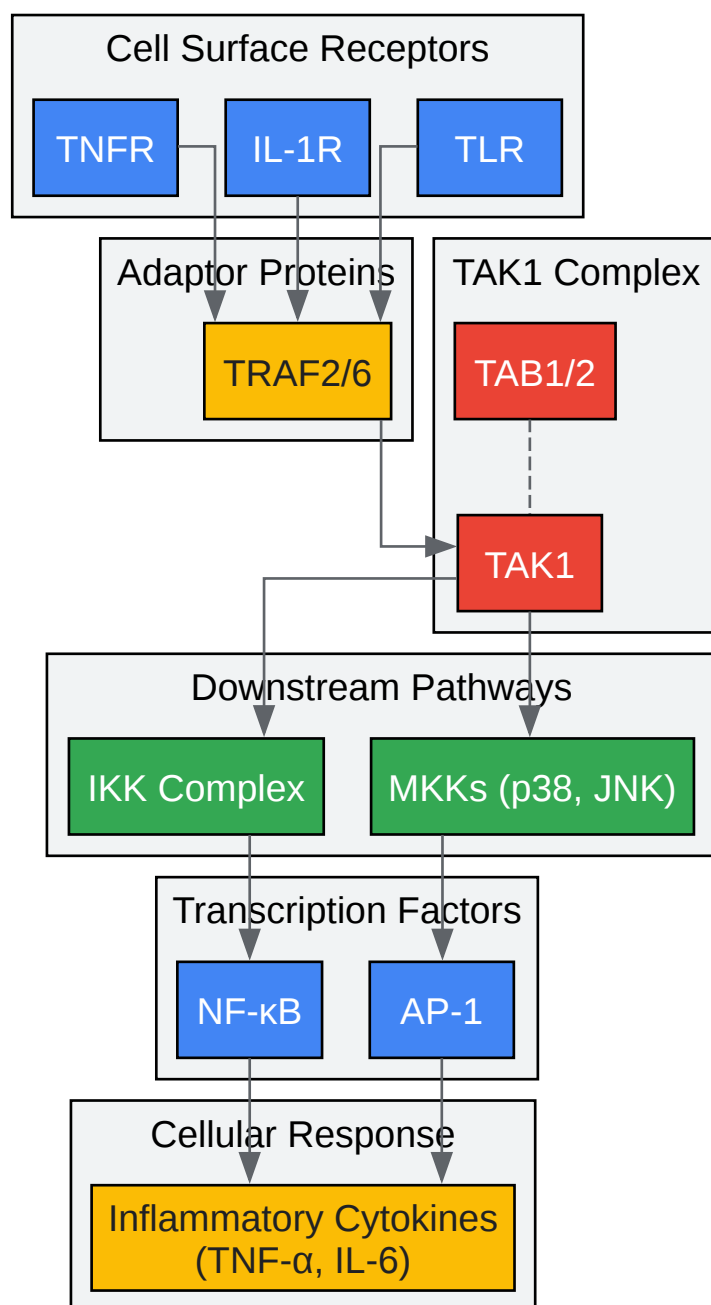 Cell Surface Receptors
TNFR
IL-1R
TLR
Adaptor Proteins
TAK1 Complex
TRAF2/6
TAB1/2
TAK1
Downstream Pathways
IKK Complex
MKKs (p38, JNK)
Transcription Factors
NF-κB
AP-1
Cellular Response
Inflammatory Cytokines
(TNF-α, IL-6)